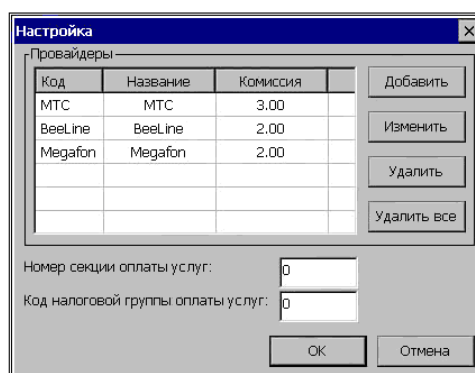 Настройка
Провайдеры
Код Название Комиссия
МТС МТС 3.00
BeeLine BeeLine 2.00
Megafon Megafon 2.00
Добавить
Изменить
Удалить
Удалить все
Номер секции оплаты услуг: 0
Код налоговой группы оплаты услуг: 0
OK Отмена